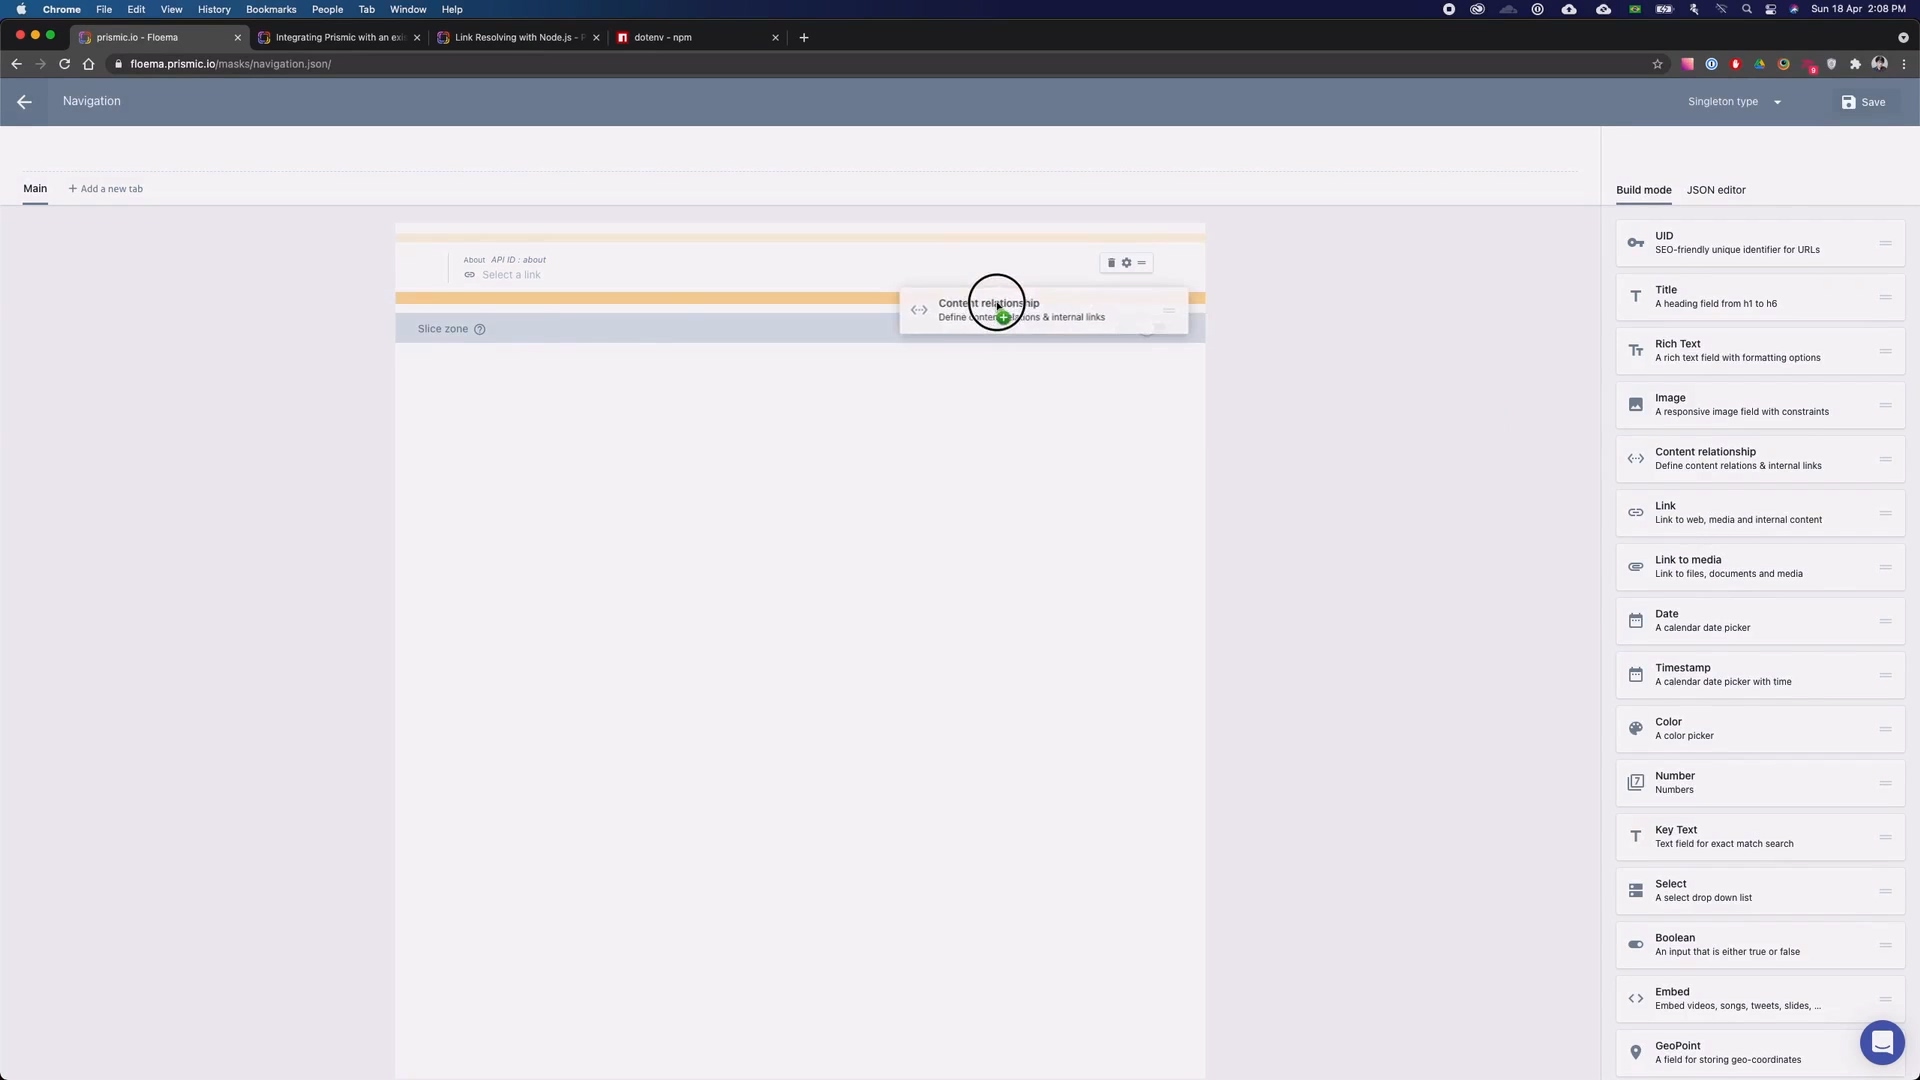 Chrome File Edit View History Bookmarks People Tab Window Help
Sun 18 Apr 2:08 PM
prismic.io - Floema
Integrating Prismic with an exi
Link Resolving with Node.js - P
dotenv - npm
floema.prismic.io/masks/navigation.json/
9
Navigation
Singleton type
Save
Main
+ Add a new tab
Build mode
JSON editor
About API ID : about
Select a link
Content relationship
Define content relations & internal links
Slice zone
UID
SEO-friendly unique identifier for URLs
Title
A heading field from h1 to h6
Rich Text
A rich text field with formatting options
Image
A responsive image field with constraints
Content relationship
Define content relations & internal links
Link
Link to web, media and internal content
Link to media
Link to files, documents and media
Date
A calendar date picker
Timestamp
A calendar date picker with time
Color
A color picker
7
Number
Numbers
Key Text
Text field for exact match search
Select
A select drop down list
Boolean
An input that is either true or false
Embed
Embed videos, songs, tweets, slides, ...
GeoPoint
A field for storing geo-coordinates